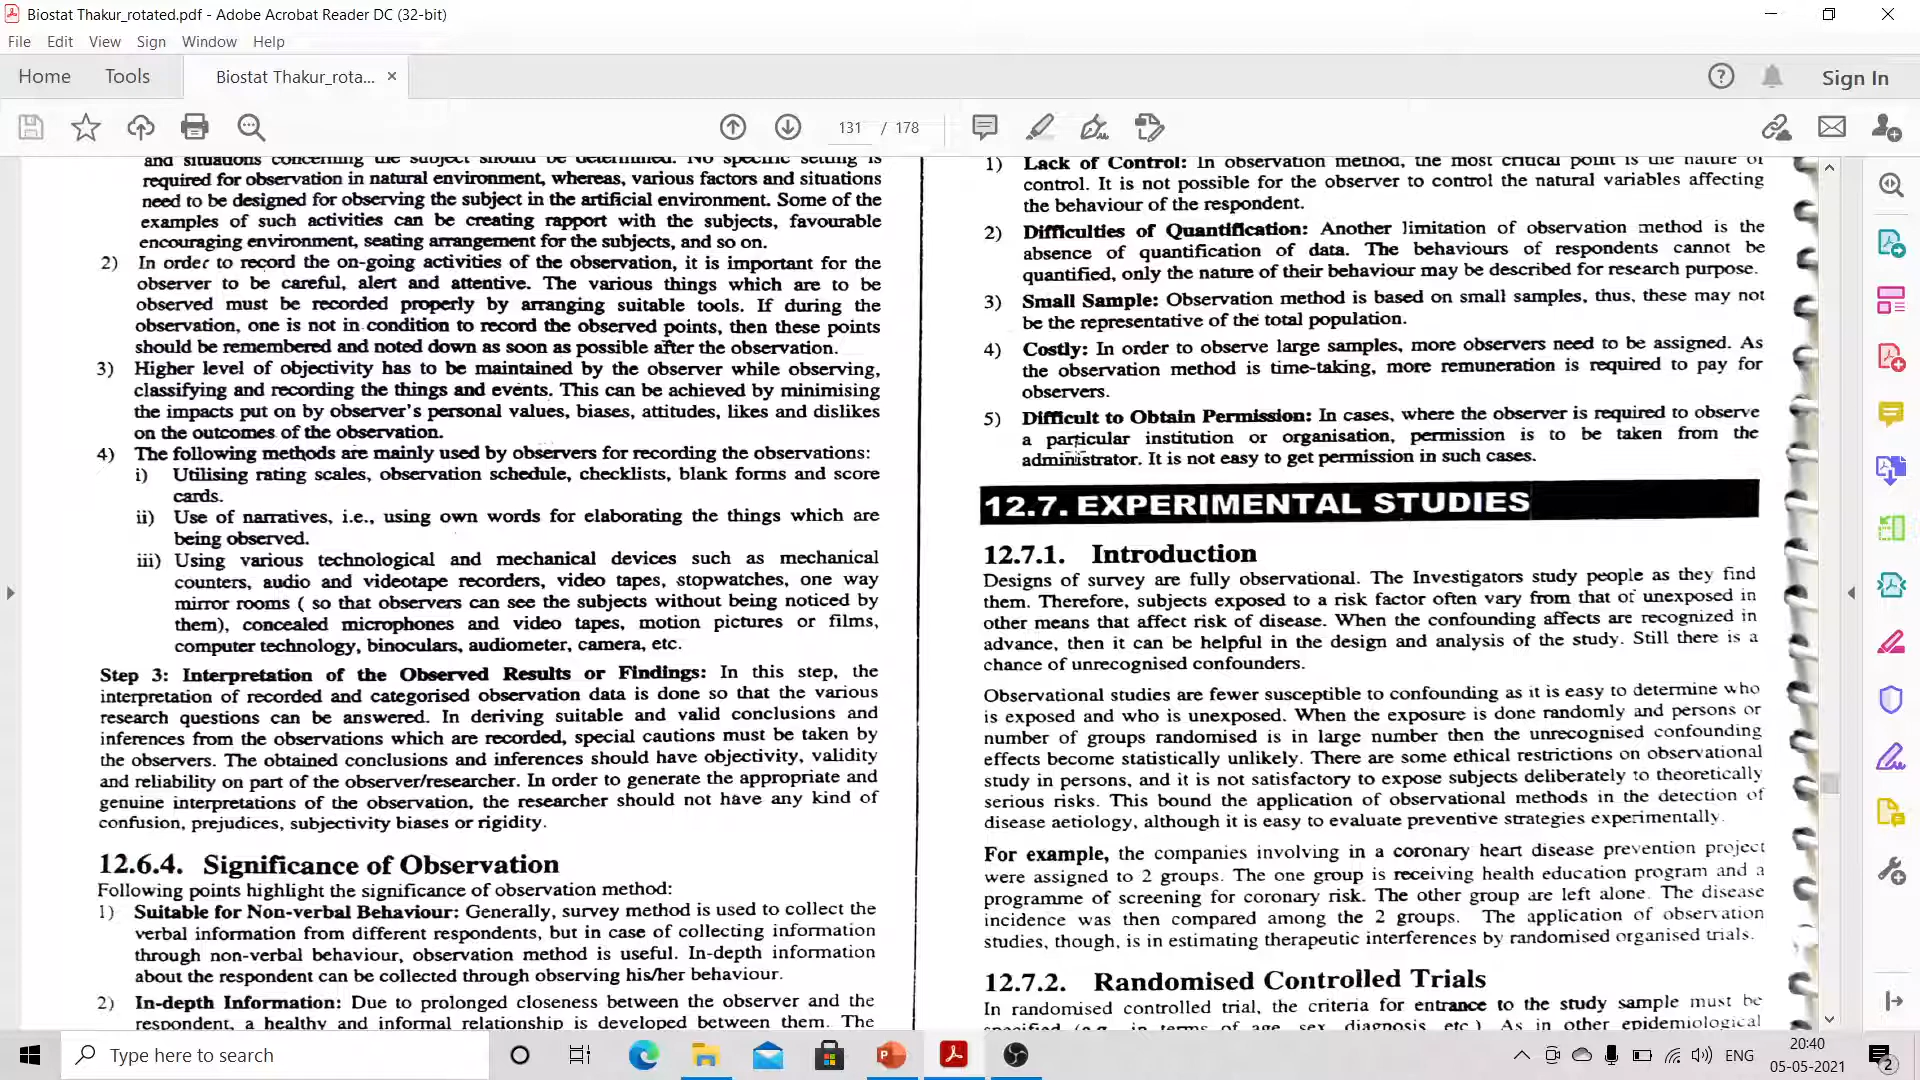 Biostat Thakur_rotated.pdf - Adobe Acrobat Reader DC (32-bit)
File Edit View Sign Window Help
Home Tools Biostat Thakur_rota... × Sign In
131 / 178
and situations concerning the subject should be determined. No specific setting is
required for observation in natural environment, whereas, various factors and situations
need to be designed for observing the subject in the artificial environment. Some of the
examples of such activities can be creating rapport with the subjects, favourable
encouraging environment, seating arrangement for the subjects, and so on.
2) In order to record the on-going activities of the observation, it is important for the
observer to be careful, alert and attentive. The various things which are to be
observed must be recorded properly by arranging suitable tools. If during the
observation, one is not in condition to record the observed points, then these points
should be remembered and noted down as soon as possible after the observation.
3) Higher level of objectivity has to be maintained by the observer while observing,
classifying and recording the things and events. This can be achieved by minimising
the impacts put on by observer's personal values, biases, attitudes, likes and dislikes
on the outcomes of the observation.
4) The following methods are mainly used by observers for recording the observations:
i) Utilising rating scales, observation schedule, checklists, blank forms and score
cards.
ii) Use of narratives, i.e., using own words for elaborating the things which are
being observed.
iii) Using various technological and mechanical devices such as mechanical
counters, audio and videotape recorders, video tapes, stopwatches, one way
mirror rooms ( so that observers can see the subjects without being noticed by
them), concealed microphones and video tapes, motion pictures or films,
computer technology, binoculars, audiometer, camera, etc.
Step 3: Interpretation of the Observed Results or Findings: In this step, the
interpretation of recorded and categorised observation data is done so that the various
research questions can be answered. In deriving suitable and valid conclusions and
inferences from the observations which are recorded, special cautions must be taken by
the observers. The obtained conclusions and inferences should have objectivity, validity
and reliability on part of the observer/researcher. In order to generate the appropriate and
genuine interpretations of the observation, the researcher should not have any kind of
confusion, prejudices, subjectivity biases or rigidity.
12.6.4. Significance of Observation
Following points highlight the significance of observation method:
1) Suitable for Non-verbal Behaviour: Generally, survey method is used to collect the
verbal information from different respondents, but in case of collecting information
through non-verbal behaviour, observation method is useful. In-depth information
about the respondent can be collected through observing his/her behaviour.
2) In-depth Information: Due to prolonged closeness between the observer and the
respondent, a healthy and informal relationship is developed between them. The
1) Lack of Control: In observation method, the most critical point is the nature of
control. It is not possible for the observer to control the natural variables affecting
the behaviour of the respondent.
2) Difficulties of Quantification: Another limitation of observation method is the
absence of quantification of data. The behaviours of respondents cannot be
quantified, only the nature of their behaviour may be described for research purpose.
3) Small Sample: Observation method is based on small samples, thus, these may not
be the representative of the total population.
4) Costly: In order to observe large samples, more observers need to be assigned. As
the observation method is time-taking, more remuneration is required to pay for
observers.
5) Difficult to Obtain Permission: In cases, where the observer is required to observe
a particular institution or organisation, permission is to be taken from the
administrator. It is not easy to get permission in such cases.
12.7. EXPERIMENTAL STUDIES
12.7.1. Introduction
Designs of survey are fully observational. The Investigators study people as they find
them. Therefore, subjects exposed to a risk factor often vary from that of unexposed in
other means that affect risk of disease. When the confounding affects are recognized in
advance, then it can be helpful in the design and analysis of the study. Still there is a
chance of unrecognised confounders.
Observational studies are fewer susceptible to confounding as it is easy to determine who
is exposed and who is unexposed. When the exposure is done randomly and persons or
number of groups randomised is in large number then the unrecognised confounding
effects become statistically unlikely. There are some ethical restrictions on observational
study in persons, and it is not satisfactory to expose subjects deliberately to theoretically
serious risks. This bound the application of observational methods in the detection of
disease aetiology, although it is easy to evaluate preventive strategies experimentally.
For example, the companies involving in a coronary heart disease prevention project
were assigned to 2 groups. The one group is receiving health education program and a
programme of screening for coronary risk. The other group are left alone. The disease
incidence was then compared among the 2 groups. The application of observation
studies, though, is in estimating therapeutic interferences by randomised organised trials.
12.7.2. Randomised Controlled Trials
In randomised controlled trial, the criteria for entrance to the study sample must be
specified (e.g., in terms of age, sex, diagnosis, etc.). As in other epidemiological
Type here to search
ENG
20:40
05-05-2021
2